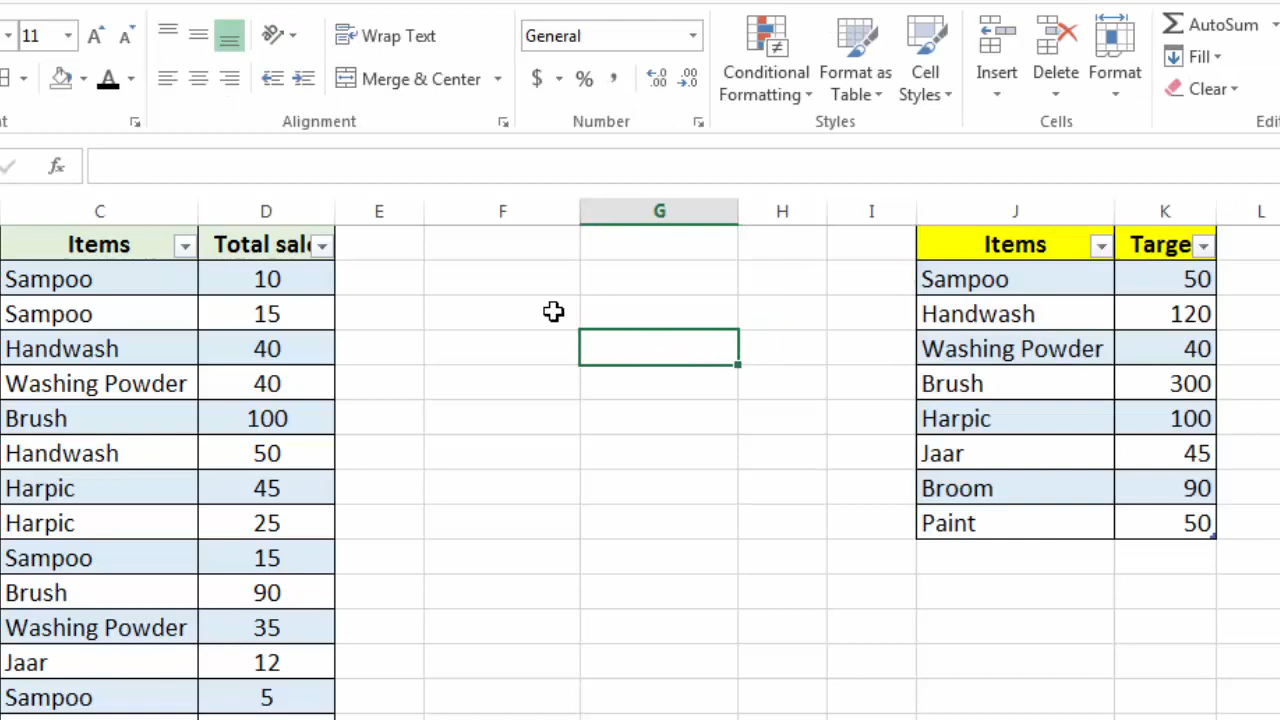 11 Wrap Text General AutoSum
Merge & Center $ % , .00 .00 Conditional Formatting Format as Table Cell Styles Insert Delete Format Fill
Clear
Alignment Number Styles Cells
fx
C D E F G H I J K L
Items Total sal Items Targe
Sampoo 10 Sampoo 50
Sampoo 15 Handwash 120
Handwash 40 Washing Powder 40
Washing Powder 40 Brush 300
Brush 100 Harpic 100
Handwash 50 Jaar 45
Harpic 45 Broom 90
Harpic 25 Paint 50
Sampoo 15
Brush 90
Washing Powder 35
Jaar 12
Sampoo 5